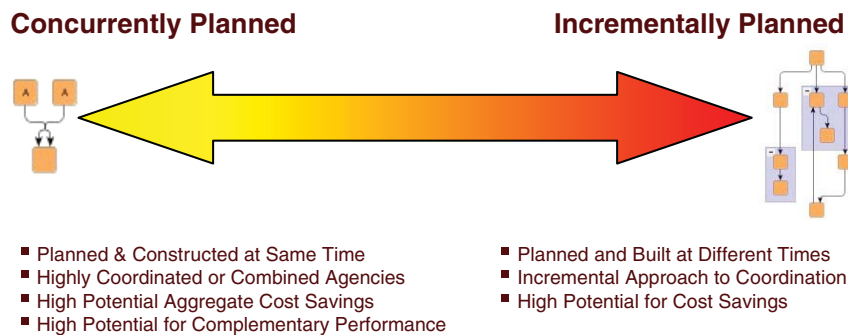 Concurrently Planned
Incrementally Planned
A A
▪ Planned & Constructed at Same Time
▪ Highly Coordinated or Combined Agencies
▪ High Potential Aggregate Cost Savings
▪ High Potential for Complementary Performance
▪ Planned and Built at Different Times
▪ Incremental Approach to Coordination
▪ High Potential for Cost Savings